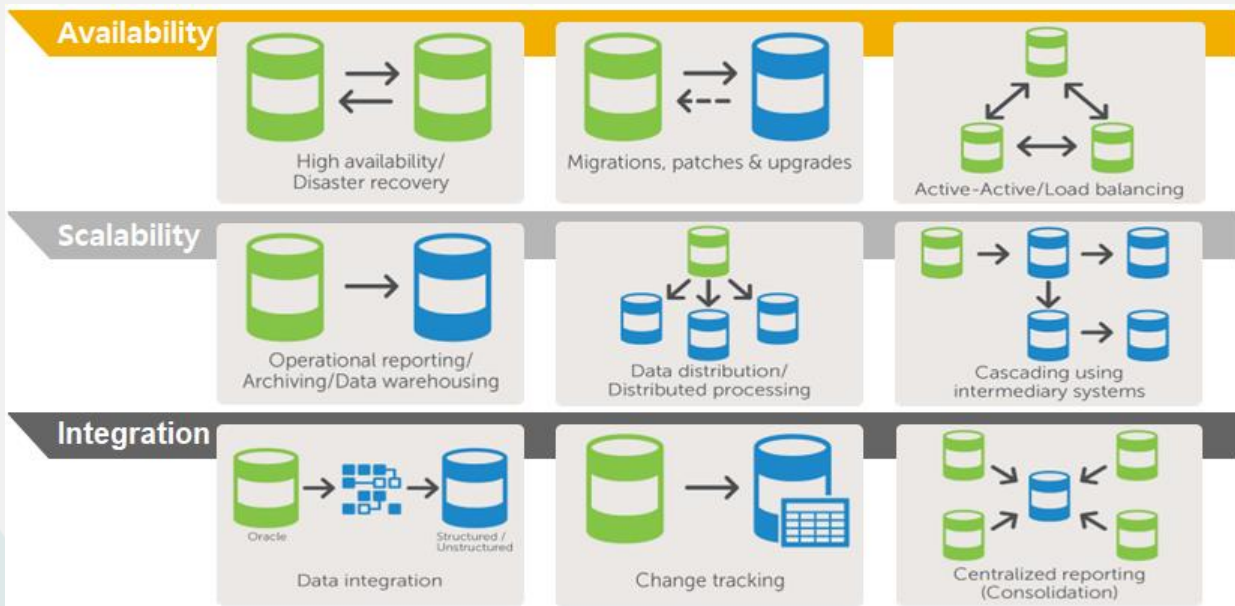 Availability
High availability/
Disaster recovery
Migrations, patches & upgrades
Active-Active/Load balancing
Scalability
Operational reporting/
Archiving/Data warehousing
Data distribution/
Distributed processing
Cascading using
intermediary systems
Integration
Oracle
Structured /
Unstructured
Data integration
Change tracking
Centralized reporting
(Consolidation)